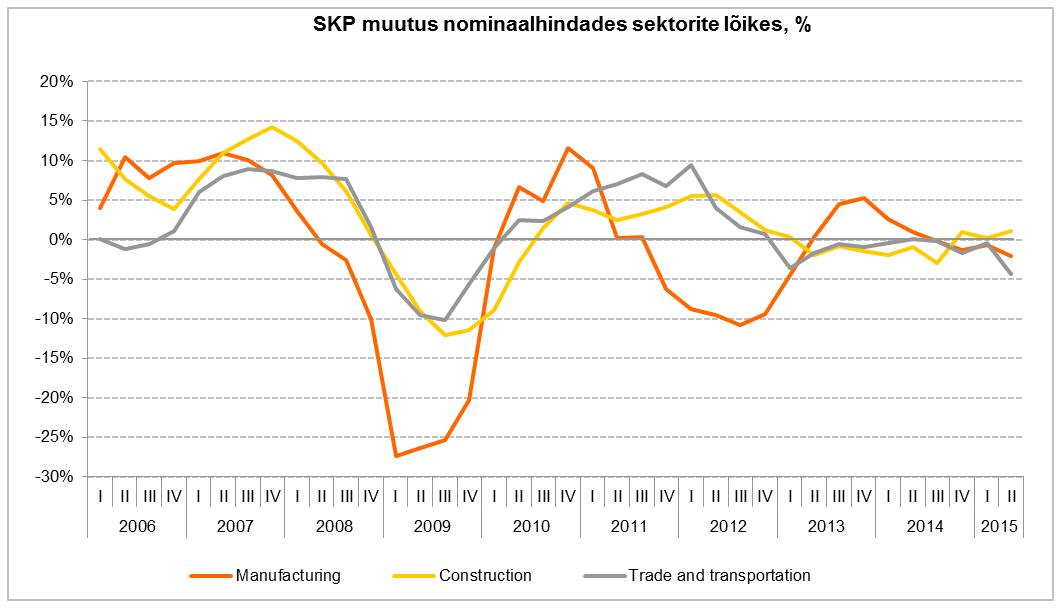 SKP muutus nominaalhindades sektorite lõikes, %
20%
15%
10%
5%
0%
-5%
-10%
-15%
-20%
-25%
-30%
I II III IV I II III IV I II III IV I II III IV I II III IV I II III IV I II III IV I II III IV I II III IV I II
2006 2007 2008 2009 2010 2011 2012 2013 2014 2015
Manufacturing Construction Trade and transportation